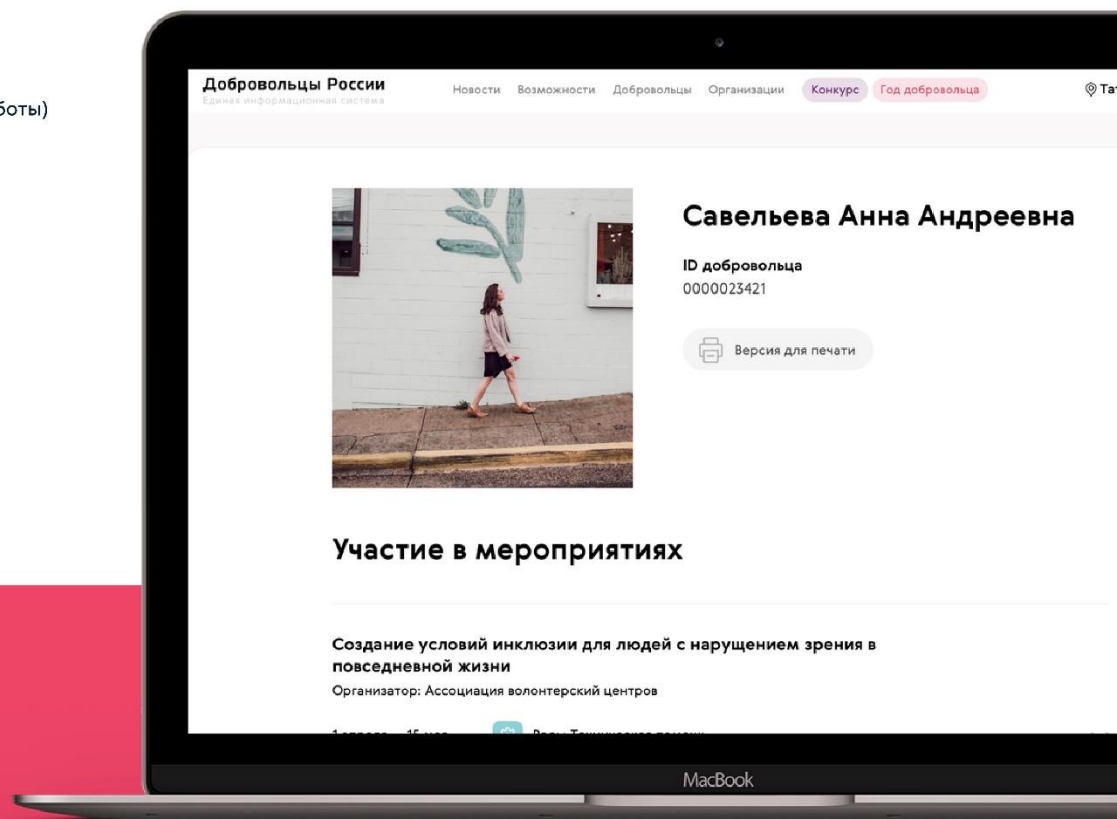 боты)
Добровольцы России
Единая информационная система
Новости Возможности Добровольцы Организации Конкурс Год добровольца
Тат
Савельева Анна Андреевна
ID добровольца
0000023421
Версия для печати
Участие в мероприятиях
Создание условий инклюзии для людей с нарушением зрения в
повседневной жизни
Организатор: Ассоциация волонтерский центров
MacBook